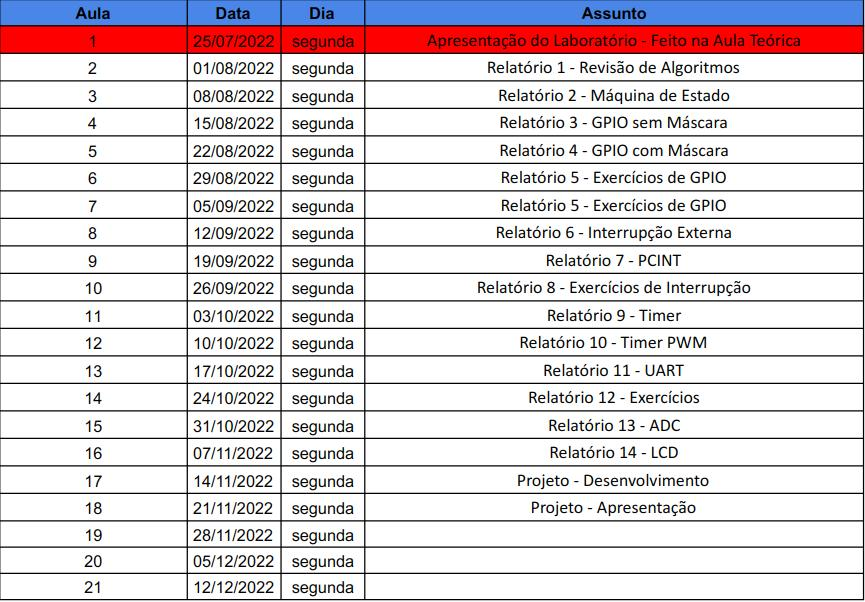 Aula Data Dia Assunto
1 25/07/2022 segunda Apresentação do Laboratório - Feito na Aula Teórica
2 01/08/2022 segunda Relatório 1 - Revisão de Algoritmos
3 08/08/2022 segunda Relatório 2 - Máquina de Estado
4 15/08/2022 segunda Relatório 3 - GPIO sem Máscara
5 22/08/2022 segunda Relatório 4 - GPIO com Máscara
6 29/08/2022 segunda Relatório 5 - Exercícios de GPIO
7 05/09/2022 segunda Relatório 5 - Exercícios de GPIO
8 12/09/2022 segunda Relatório 6 - Interrupção Externa
9 19/09/2022 segunda Relatório 7 - PCINT
10 26/09/2022 segunda Relatório 8 - Exercícios de Interrupção
11 03/10/2022 segunda Relatório 9 - Timer
12 10/10/2022 segunda Relatório 10 - Timer PWM
13 17/10/2022 segunda Relatório 11 - UART
14 24/10/2022 segunda Relatório 12 - Exercícios
15 31/10/2022 segunda Relatório 13 - ADC
16 07/11/2022 segunda Relatório 14 - LCD
17 14/11/2022 segunda Projeto - Desenvolvimento
18 21/11/2022 segunda Projeto - Apresentação
19 28/11/2022 segunda
20 05/12/2022 segunda
21 12/12/2022 segunda